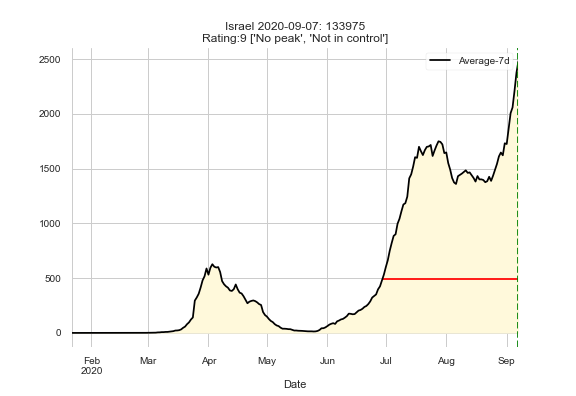 Israel 2020-09-07: 133975
Rating:9 ['No peak', 'Not in control']
Average-7d
2500
2000
1500
1000
500
0
Feb Mar Apr May Jun Jul Aug Sep
2020
Date